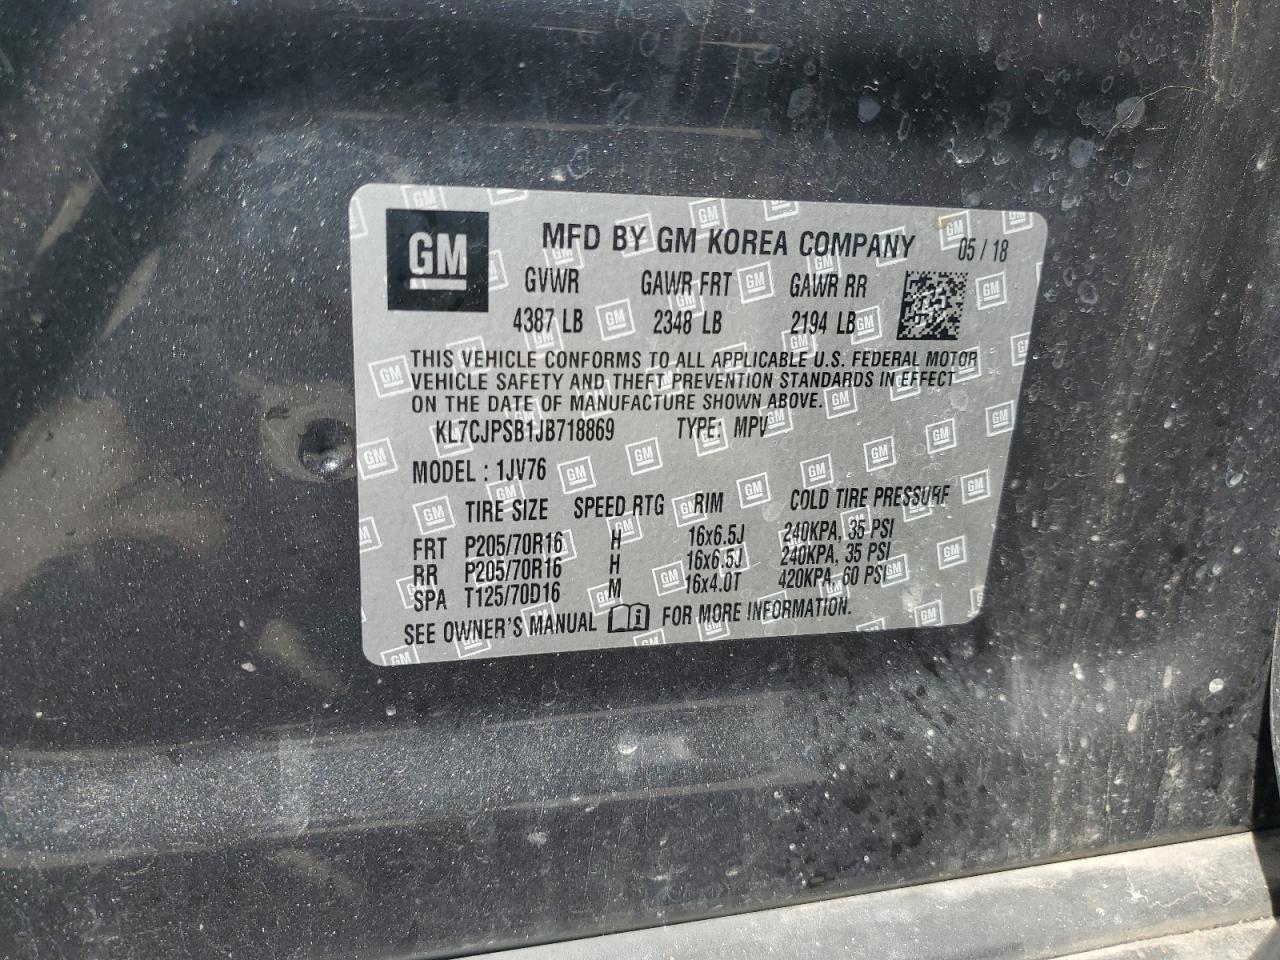 GM
MFD BY GM KOREA COMPANY 05 / 18
GVWR GAWR FRT GAWR RR
4387 LB 2348 LB 2194 LB
THIS VEHICLE CONFORMS TO ALL APPLICABLE U.S. FEDERAL MOTOR
VEHICLE SAFETY AND THEFT PREVENTION STANDARDS IN EFFECT
ON THE DATE OF MANUFACTURE SHOWN ABOVE.
KL7CJPSB1JB718869 TYPE: MPV
MODEL : 1JV76
TIRE SIZE SPEED RTG RIM COLD TIRE PRESSURE
FRT P205/70R16 H 16x6.5J 240KPA, 35 PSI
RR P205/70R16 H 16x6.5J 240KPA, 35 PSI
SPA T125/70D16 M 16x4.0T 420KPA, 60 PSI
SEE OWNER'S MANUAL FOR MORE INFORMATION.